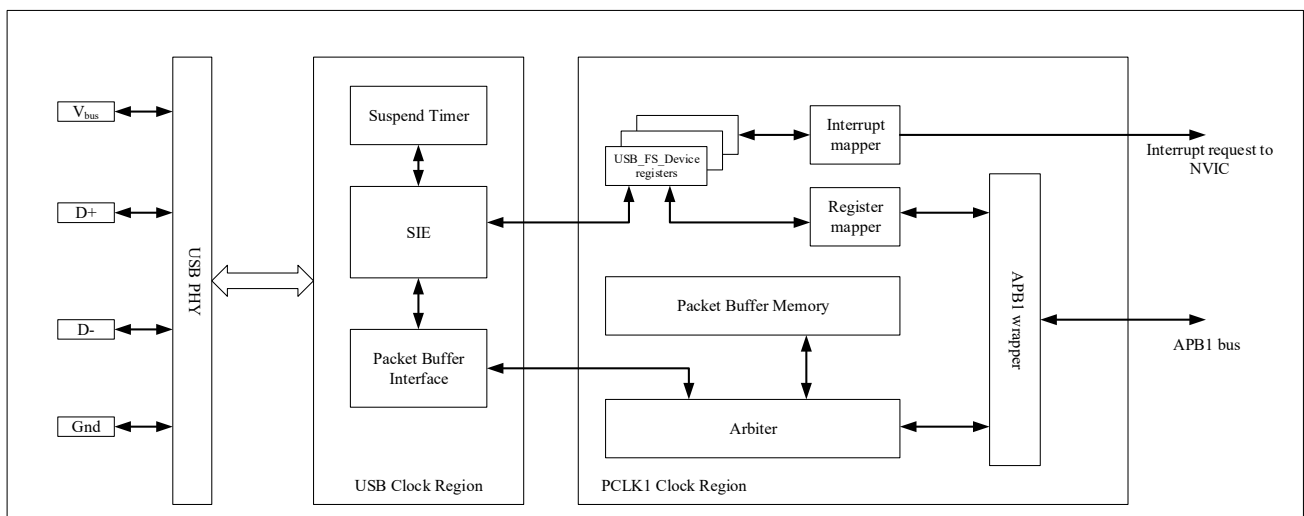 V_bus
D+
D-
Gnd
USB PHY
Suspend Timer
SIE
Packet Buffer
Interface
USB Clock Region
USB_FS_Device
registers
Interrupt
mapper
Register
mapper
Packet Buffer Memory
Arbiter
APB1 wrapper
PCLK1 Clock Region
Interrupt request to
NVIC
APB1 bus